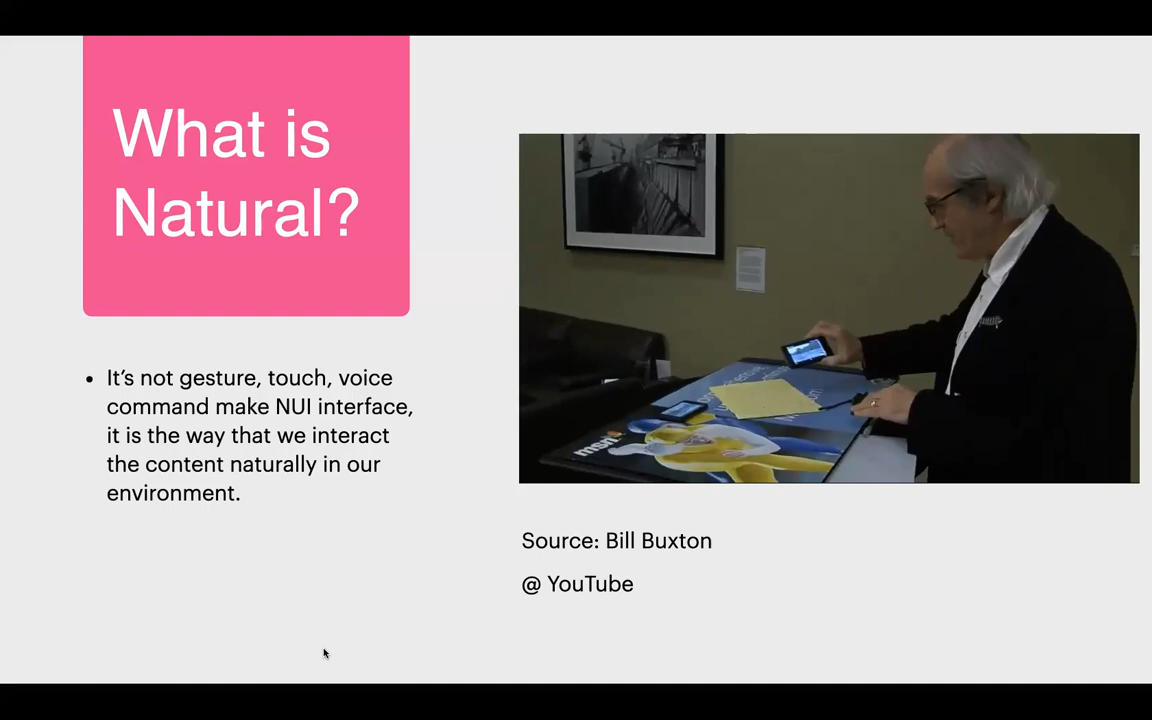 What is
Natural?
• It’s not gesture, touch, voice
command make NUI interface,
it is the way that we interact
the content naturally in our
environment.
msn
Source: Bill Buxton
@ YouTube